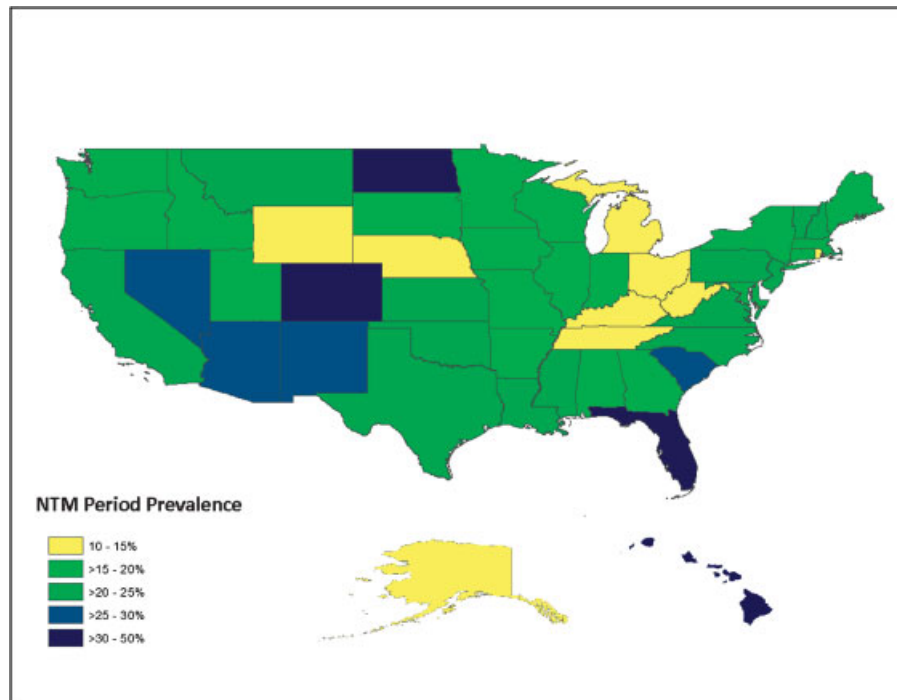 NTM Period Prevalence
10 - 15%
>15 - 20%
>20 - 25%
>25 - 30%
>30 - 50%